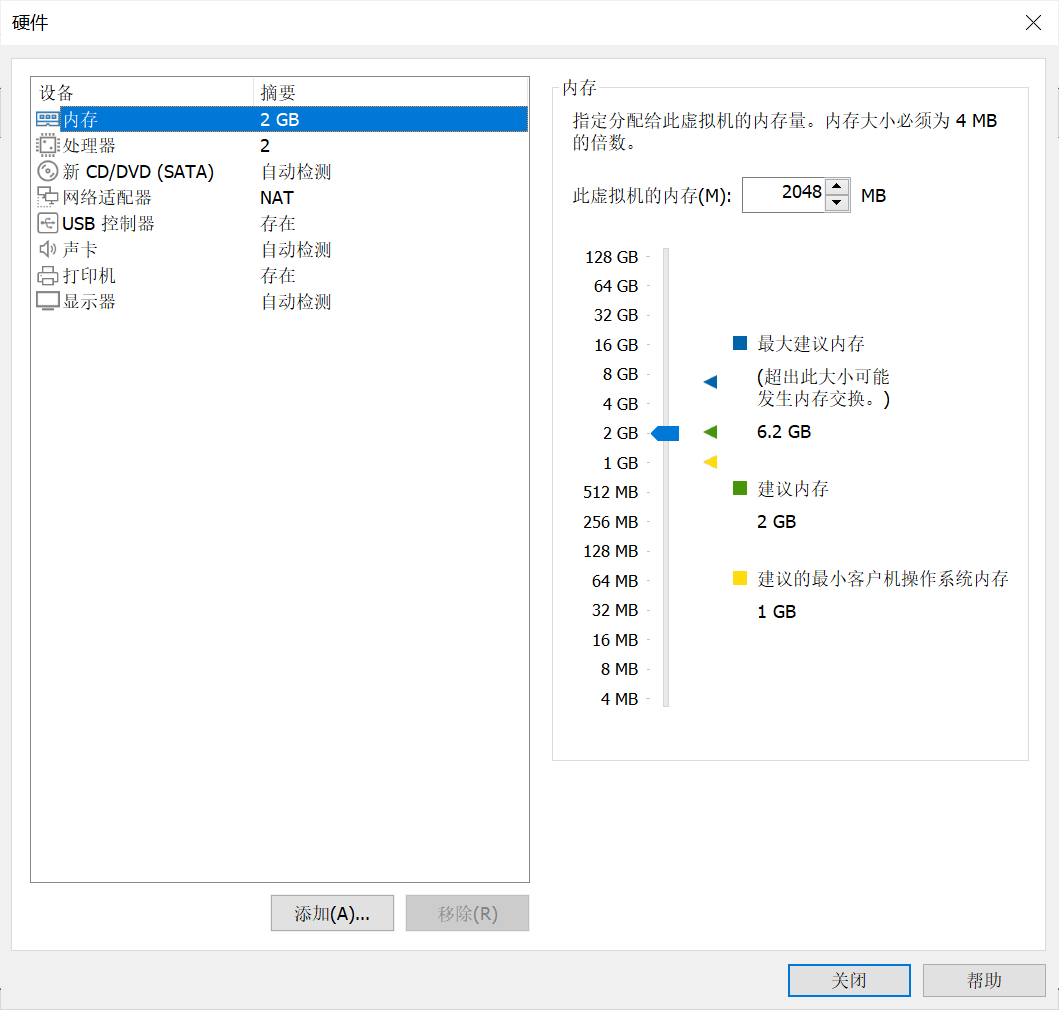 硬件
设备 摘要
内存 2 GB
处理器 2
新 CD/DVD (SATA) 自动检测
网络适配器 NAT
USB 控制器 存在
声卡 自动检测
打印机 存在
显示器 自动检测
添加(A)... 移除(R)
内存
指定分配给此虚拟机的内存量。内存大小必须为 4 MB
的倍数。
此虚拟机的内存(M): 2048 MB
128 GB
64 GB
32 GB
16 GB
8 GB
4 GB
2 GB
1 GB
512 MB
256 MB
128 MB
64 MB
32 MB
16 MB
8 MB
4 MB
最大建议内存
(超出此大小可能
发生内存交换。)
6.2 GB
建议内存
2 GB
建议的最小客户机操作系统内存
1 GB
关闭 帮助